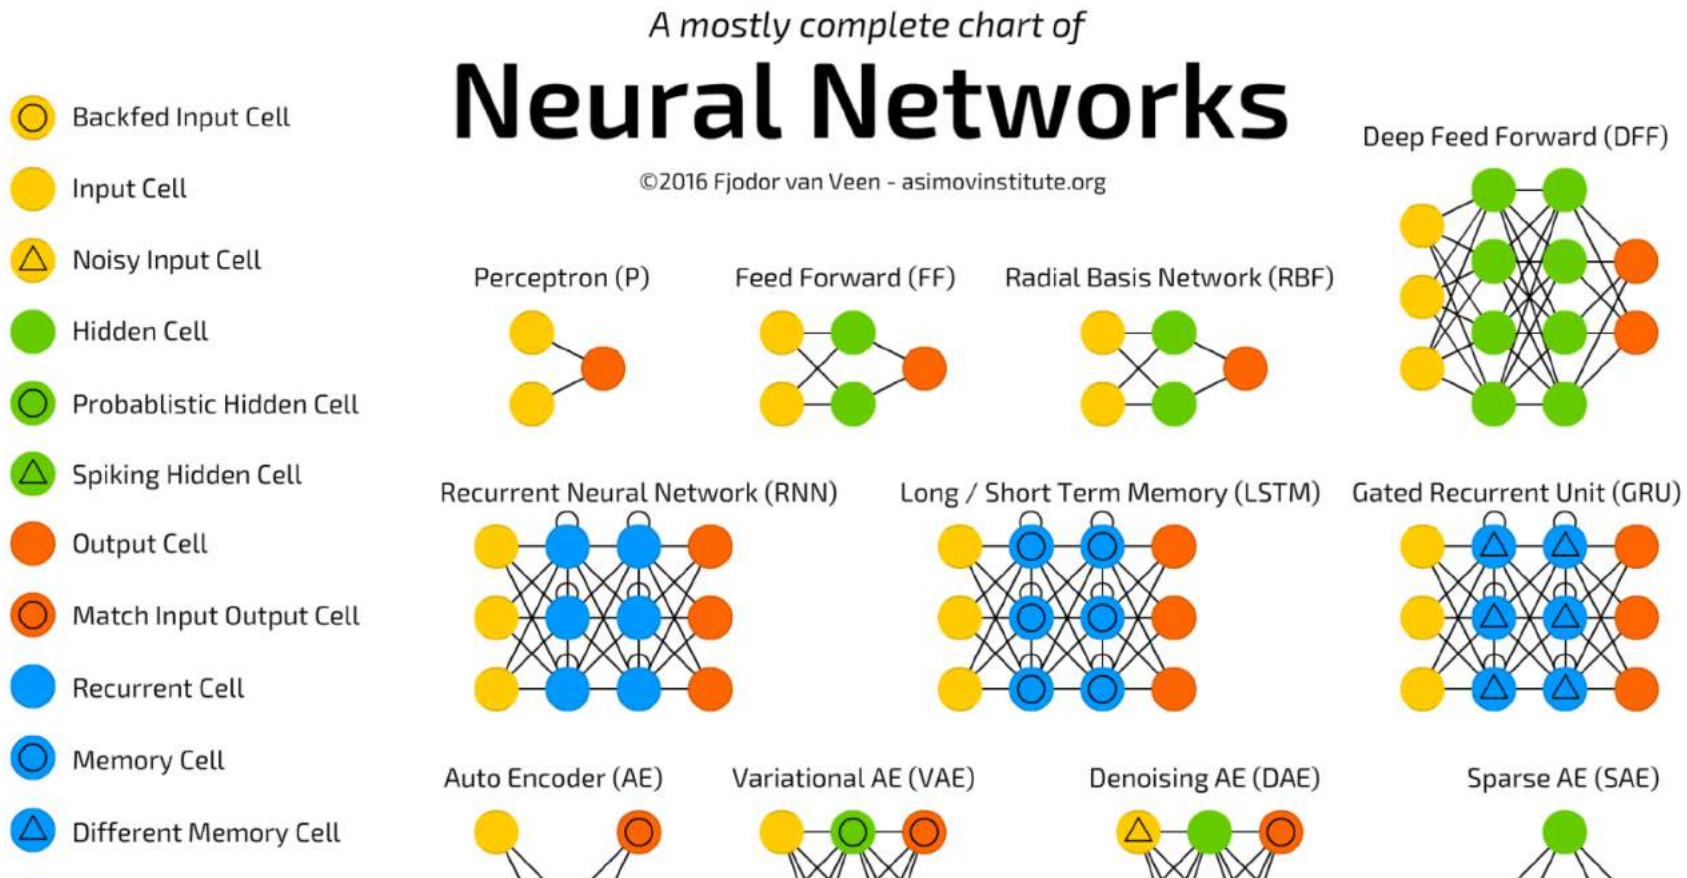 A mostly complete chart of
Neural Networks
©2016 Fjodor van Veen - asimovinstitute.org
Backfed Input Cell
Input Cell
Noisy Input Cell
Hidden Cell
Probablistic Hidden Cell
Spiking Hidden Cell
Output Cell
Match Input Output Cell
Recurrent Cell
Memory Cell
Different Memory Cell
Deep Feed Forward (DFF)
Perceptron (P)
Feed Forward (FF)
Radial Basis Network (RBF)
Recurrent Neural Network (RNN)
Long / Short Term Memory (LSTM)
Gated Recurrent Unit (GRU)
Auto Encoder (AE)
Variational AE (VAE)
Denoising AE (DAE)
Sparse AE (SAE)